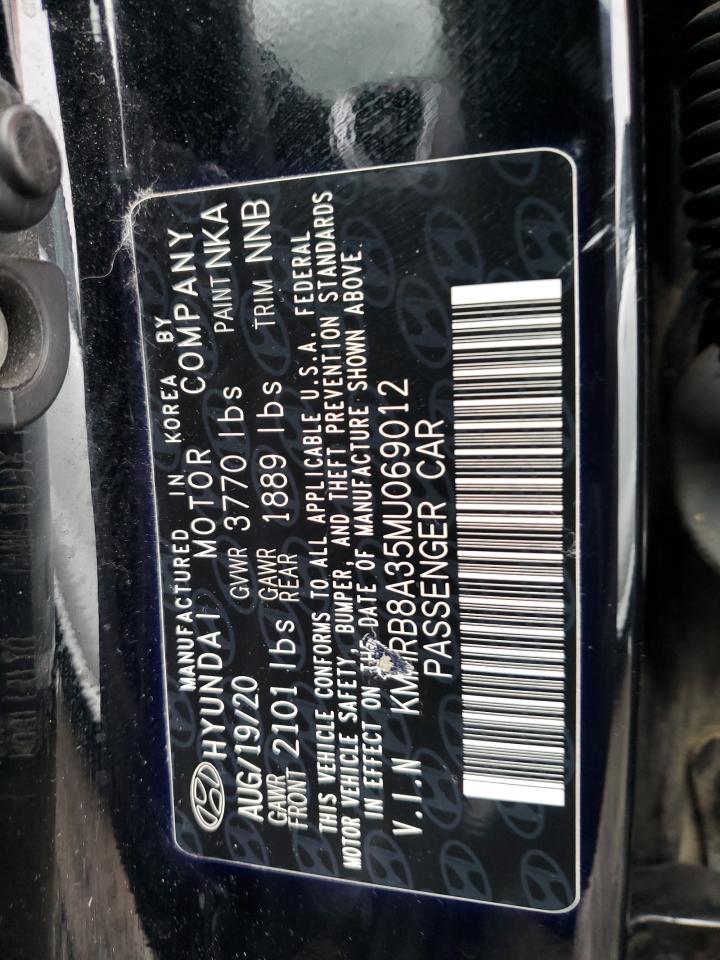 MANUFACTURED IN KOREA BY
HYUNDAI MOTOR COMPANY
AUG/19/20 GVWR 3770 lbs PAINT NKA
GAWR FRONT 2101 lbs GAWR REAR 1889 lbs TRIM NNB
THIS VEHICLE CONFORMS TO ALL APPLICABLE U.S.A. FEDERAL
MOTOR VEHICLE SAFETY, BUMPER, AND THEFT PREVENTION STANDARDS
IN EFFECT ON THE DATE OF MANUFACTURE SHOWN ABOVE.
V.I.N
PASSENGER CAR